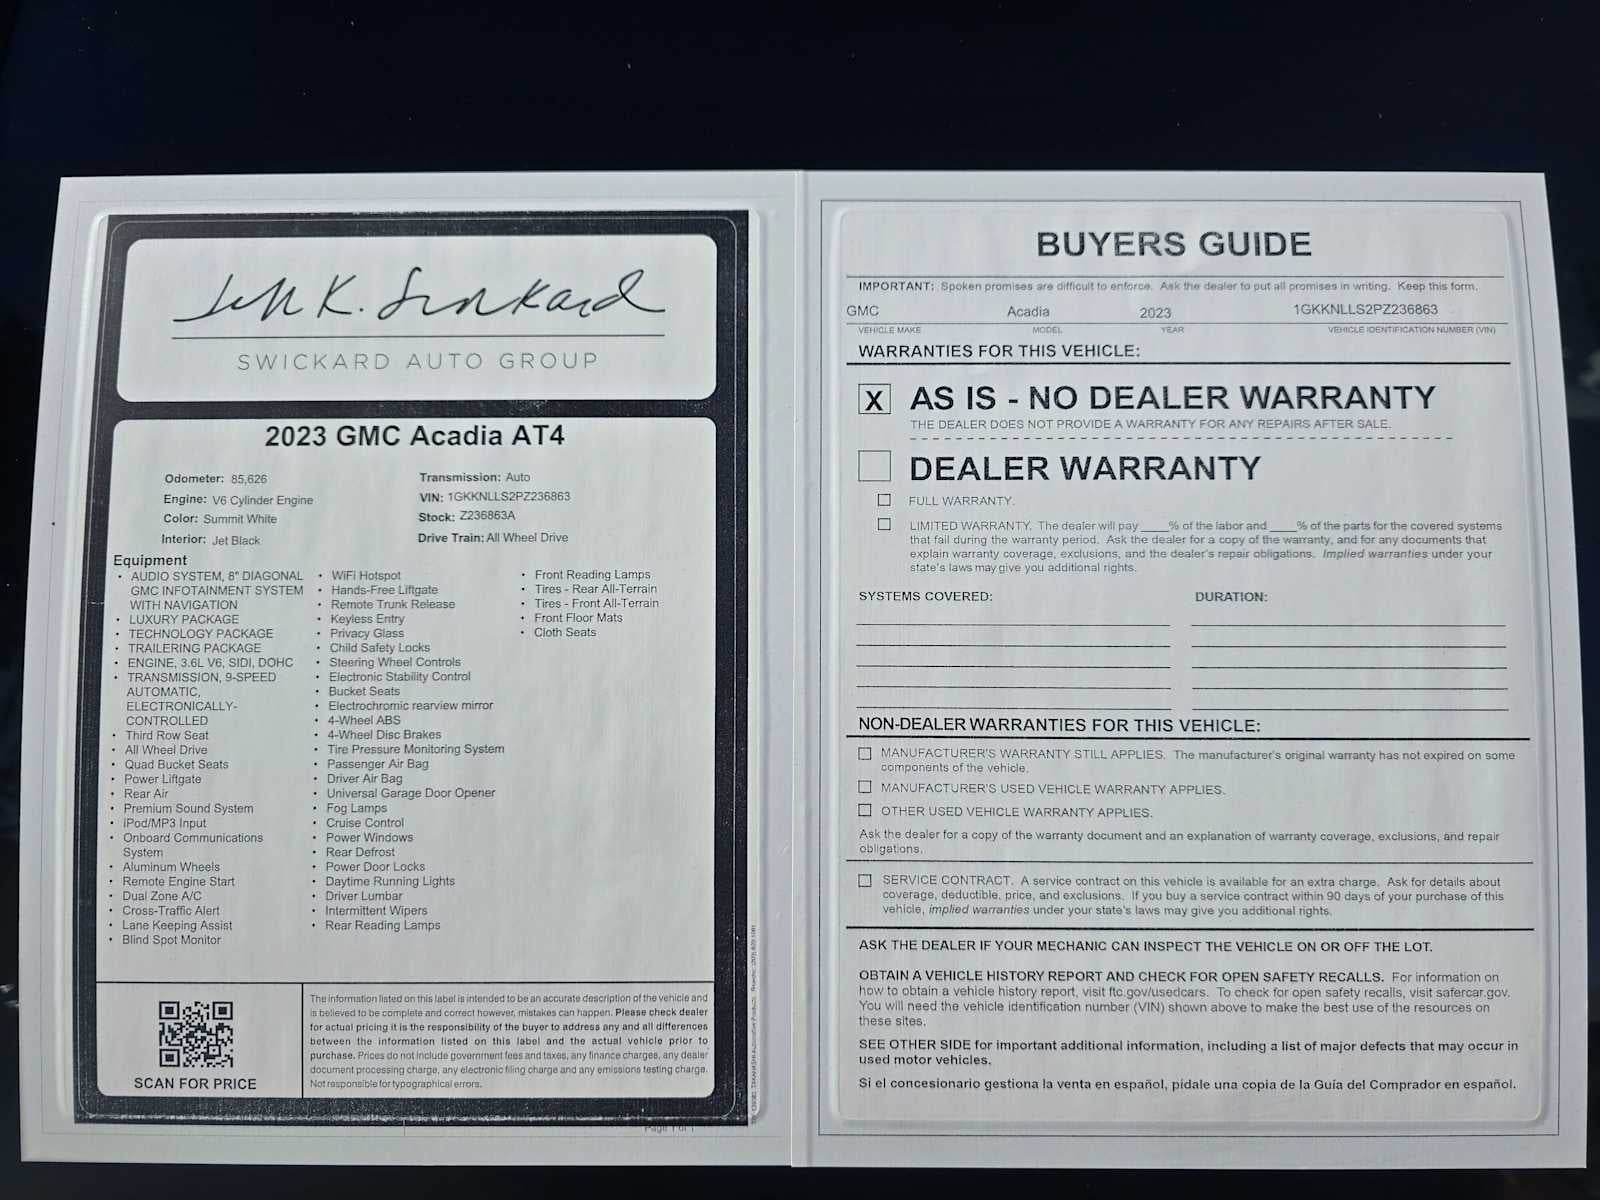 Jeff K. Swickard
SWICKARD AUTO GROUP
2023 GMC Acadia AT4
Odometer: 85,626
Engine: V6 Cylinder Engine
Color: Summit White
Interior: Jet Black
Transmission: Auto
VIN: 1GKKNLLS2PZ236863
Stock: Z236863A
Drive Train: All Wheel Drive
Equipment
• AUDIO SYSTEM, 8" DIAGONAL
GMC INFOTAINMENT SYSTEM
WITH NAVIGATION
• LUXURY PACKAGE
• TECHNOLOGY PACKAGE
• TRAILERING PACKAGE
• ENGINE, 3.6L V6, SIDI, DOHC
• TRANSMISSION, 9-SPEED
AUTOMATIC,
ELECTRONICALLY-
CONTROLLED
• Third Row Seat
• All Wheel Drive
• Quad Bucket Seats
• Power Liftgate
• Rear Air
• Premium Sound System
• iPod/MP3 Input
• Onboard Communications
System
• Aluminum Wheels
• Remote Engine Start
• Dual Zone A/C
• Cross-Traffic Alert
• Lane Keeping Assist
• Blind Spot Monitor
• WiFi Hotspot
• Hands-Free Liftgate
• Remote Trunk Release
• Keyless Entry
• Privacy Glass
• Child Safety Locks
• Steering Wheel Controls
• Electronic Stability Control
• Bucket Seats
• Electrochromic rearview mirror
• 4-Wheel ABS
• 4-Wheel Disc Brakes
• Tire Pressure Monitoring System
• Passenger Air Bag
• Driver Air Bag
• Universal Garage Door Opener
• Fog Lamps
• Cruise Control
• Power Windows
• Rear Defrost
• Power Door Locks
• Daytime Running Lights
• Driver Lumbar
• Intermittent Wipers
• Rear Reading Lamps
• Front Reading Lamps
• Tires - Rear All-Terrain
• Tires - Front All-Terrain
• Front Floor Mats
• Cloth Seats
SCAN FOR PRICE
The information listed on this label is intended to be an accurate description of the vehicle and
is believed to be complete and correct however, mistakes can happen. Please check dealer
for actual pricing it is the responsibility of the buyer to address any and all differences
between the information listed on this label and the actual vehicle prior to
purchase. Prices do not include government fees and taxes, any finance charges, any dealer
document processing charge, any electronic filing charge and any emissions testing charge.
Not responsible for typographical errors.
Page 1 of 1
BUYERS GUIDE
IMPORTANT: Spoken promises are difficult to enforce. Ask the dealer to put all promises in writing. Keep this form.
GMC Acadia 2023 1GKKNLLS2PZ236863
VEHICLE MAKE MODEL YEAR VEHICLE IDENTIFICATION NUMBER (VIN)
WARRANTIES FOR THIS VEHICLE:
X AS IS - NO DEALER WARRANTY
THE DEALER DOES NOT PROVIDE A WARRANTY FOR ANY REPAIRS AFTER SALE.
DEALER WARRANTY
FULL WARRANTY.
LIMITED WARRANTY. The dealer will pay ____% of the labor and ____% of the parts for the covered systems
that fail during the warranty period. Ask the dealer for a copy of the warranty, and for any documents that
explain warranty coverage, exclusions, and the dealer's repair obligations. Implied warranties under your
state's laws may give you additional rights.
SYSTEMS COVERED: DURATION:
NON-DEALER WARRANTIES FOR THIS VEHICLE:
MANUFACTURER'S WARRANTY STILL APPLIES. The manufacturer's original warranty has not expired on some
components of the vehicle.
MANUFACTURER'S USED VEHICLE WARRANTY APPLIES.
OTHER USED VEHICLE WARRANTY APPLIES.
Ask the dealer for a copy of the warranty document and an explanation of warranty coverage, exclusions, and repair
obligations.
SERVICE CONTRACT. A service contract on this vehicle is available for an extra charge. Ask for details about
coverage, deductible, price, and exclusions. If you buy a service contract within 90 days of your purchase of this
vehicle, implied warranties under your state's laws may give you additional rights.
ASK THE DEALER IF YOUR MECHANIC CAN INSPECT THE VEHICLE ON OR OFF THE LOT.
OBTAIN A VEHICLE HISTORY REPORT AND CHECK FOR OPEN SAFETY RECALLS. For information on
how to obtain a vehicle history report, visit ftc.gov/usedcars. To check for open safety recalls, visit safercar.gov.
You will need the vehicle identification number (VIN) shown above to make the best use of the resources on
these sites.
SEE OTHER SIDE for important additional information, including a list of major defects that may occur in
used motor vehicles.
Si el concesionario gestiona la venta en español, pídale una copia de la Guía del Comprador en español.